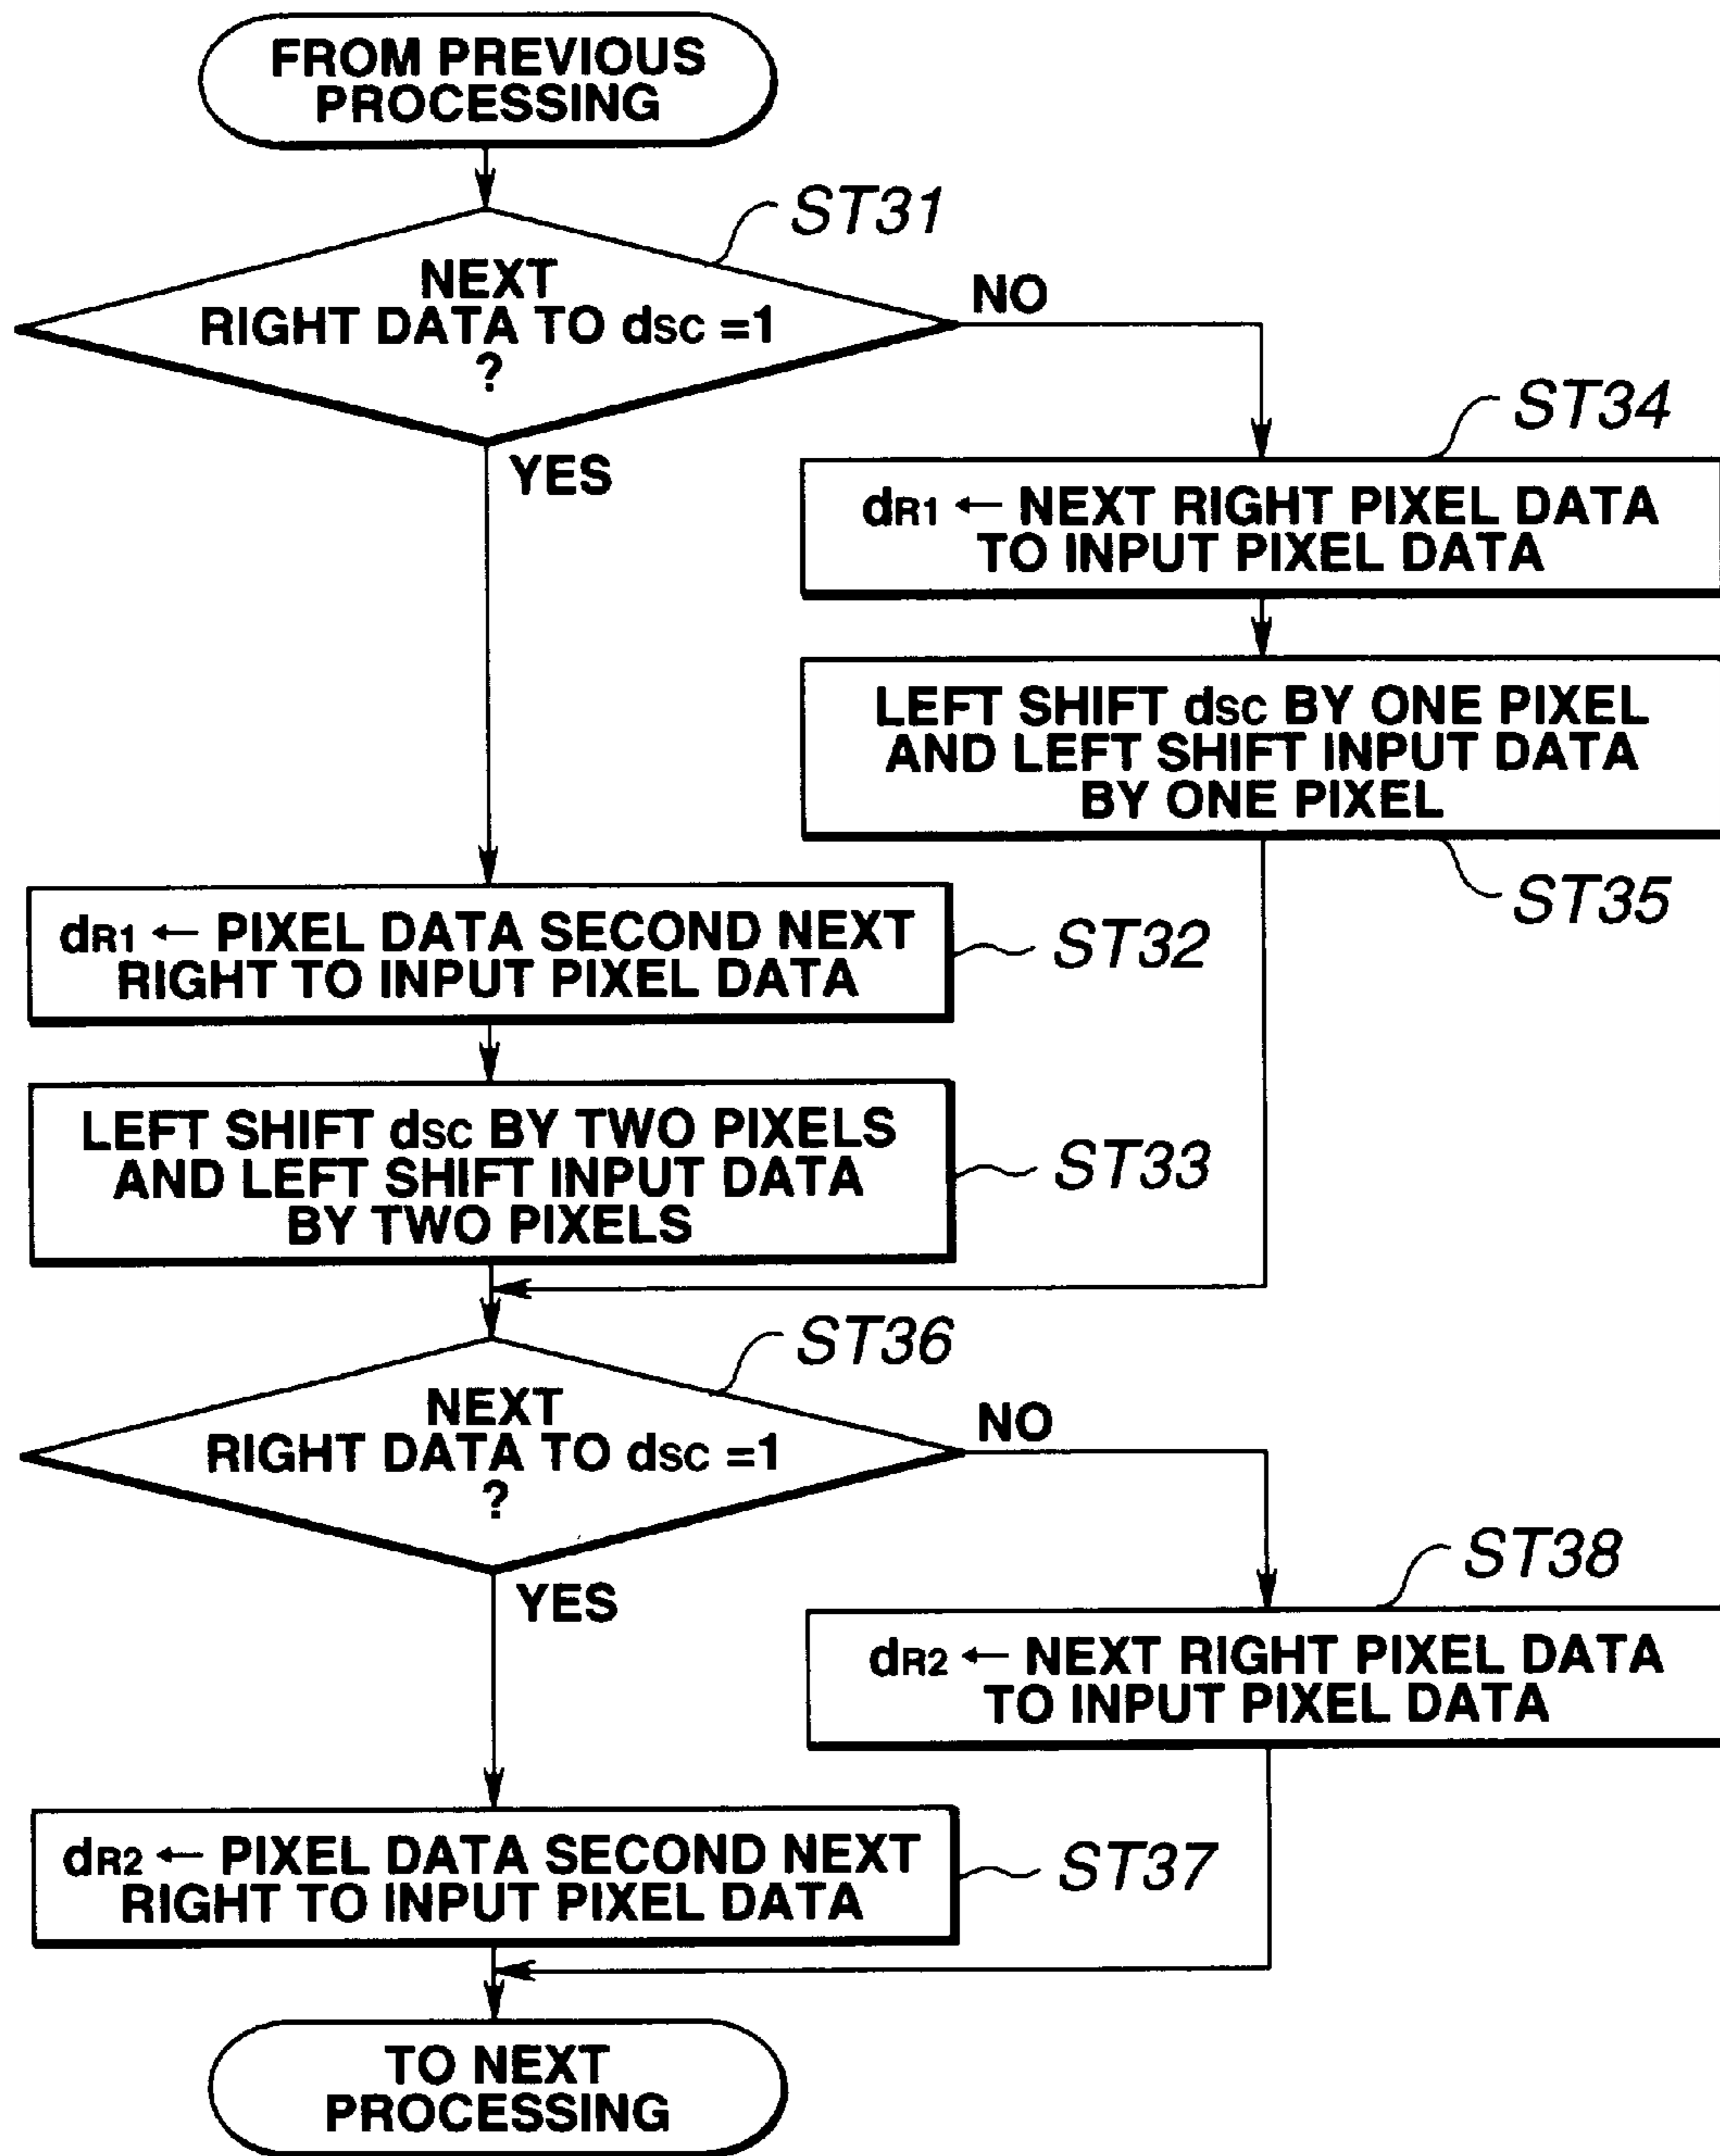 FROM PREVIOUS
PROCESSING
ST31
NEXT
RIGHT DATA TO dSC =1
?
NO
YES
ST34
dR1 ← NEXT RIGHT PIXEL DATA
TO INPUT PIXEL DATA
LEFT SHIFT dSC BY ONE PIXEL
AND LEFT SHIFT INPUT DATA
BY ONE PIXEL
ST35
dR1 ← PIXEL DATA SECOND NEXT
RIGHT TO INPUT PIXEL DATA
ST32
LEFT SHIFT dSC BY TWO PIXELS
AND LEFT SHIFT INPUT DATA
BY TWO PIXELS
ST33
ST36
NEXT
RIGHT DATA TO dSC =1
?
NO
YES
ST38
dR2 ← NEXT RIGHT PIXEL DATA
TO INPUT PIXEL DATA
dR2 ← PIXEL DATA SECOND NEXT
RIGHT TO INPUT PIXEL DATA
ST37
TO NEXT
PROCESSING